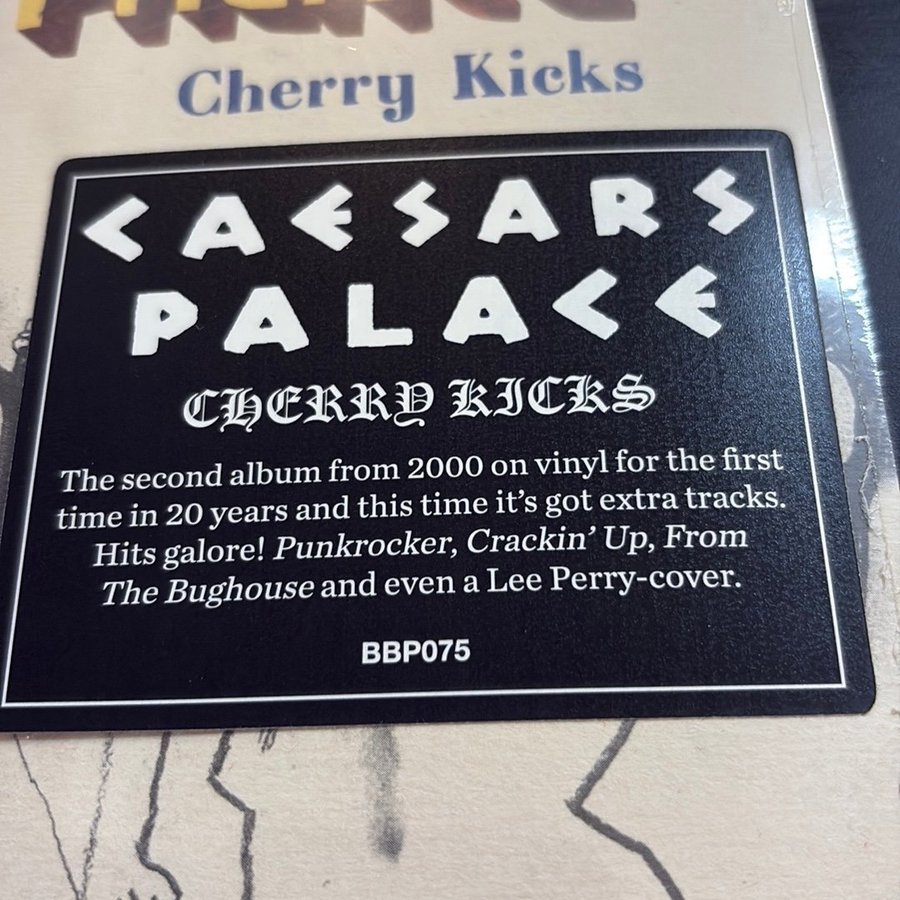 Cherry Kicks
CAESARS
PALACE
CHERRY KICKS
The second album from 2000 on vinyl for the first
time in 20 years and this time it's got extra tracks.
Hits galore! Punkrocker, Crackin' Up, From
The Bughouse and even a Lee Perry-cover.
BBP075